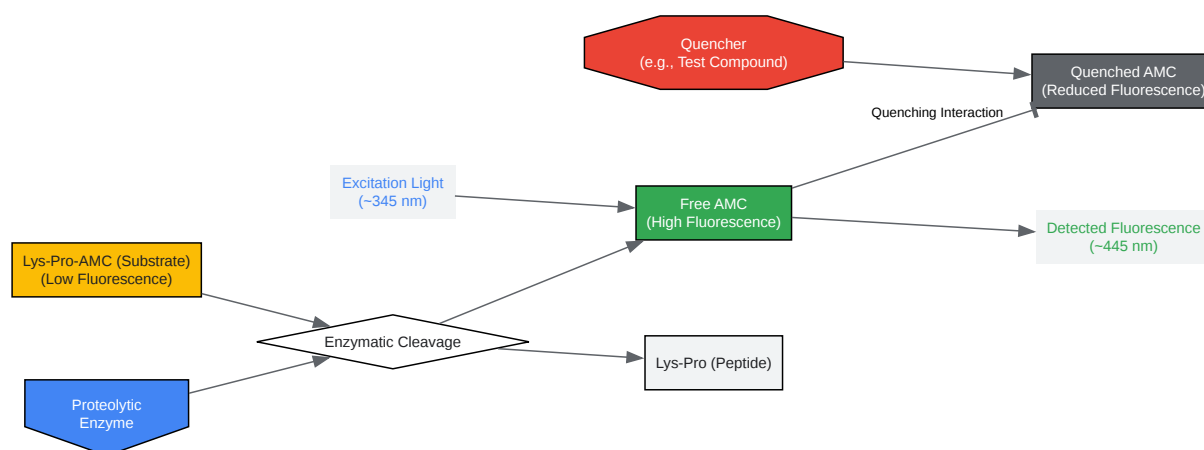 Quencher
(e.g., Test Compound)
Quenched AMC
(Reduced Fluorescence)
Quenching Interaction
Excitation Light
(~345 nm)
Free AMC
(High Fluorescence)
Detected Fluorescence
(~445 nm)
Lys-Pro-AMC (Substrate)
(Low Fluorescence)
Enzymatic Cleavage
Lys-Pro (Peptide)
Proteolytic
Enzyme